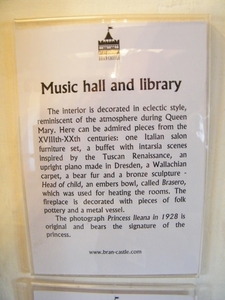 Music hall and library
The interior is decorated in eclectic style,
reminiscent of the atmosphere during Queen
Mary. Here can be admired pieces from the
XVIIIth-XXth centuries: one Italian salon
furniture set, a buffet with intarsia scenes
inspired by the Tuscan Renaissance, an
upright piano made in Dresden, a Wallachian
carpet, a bear fur and a bronze sculpture -
Head of child, an embers bowl, called Brasero,
which was used for heating the rooms. The
fireplace is decorated with pieces of folk
pottery and a metal vessel.
The photograph Princess Ileana in 1928 is
original and bears the signature of the
princess.
www.bran-castle.com